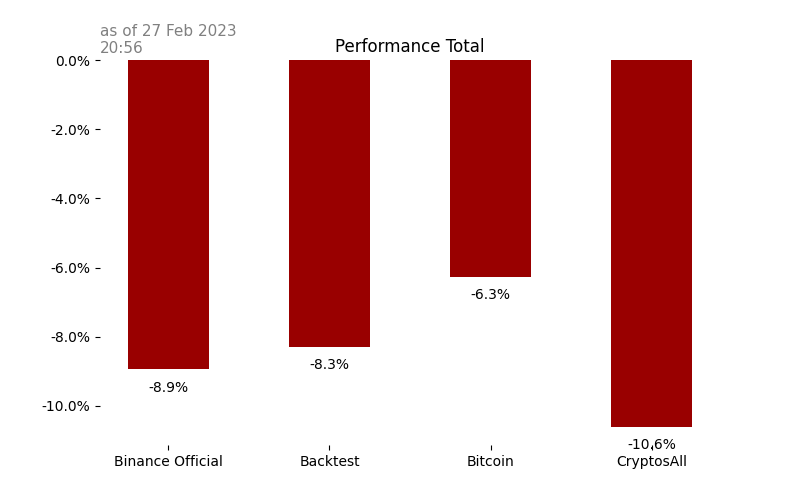 as of 27 Feb 2023
20:56
Performance Total
0.0%
-2.0%
-4.0%
-6.0%
-8.0%
-10.0%
-8.9%
-8.3%
-6.3%
-10.6%
Binance Official
Backtest
Bitcoin
CryptosAll